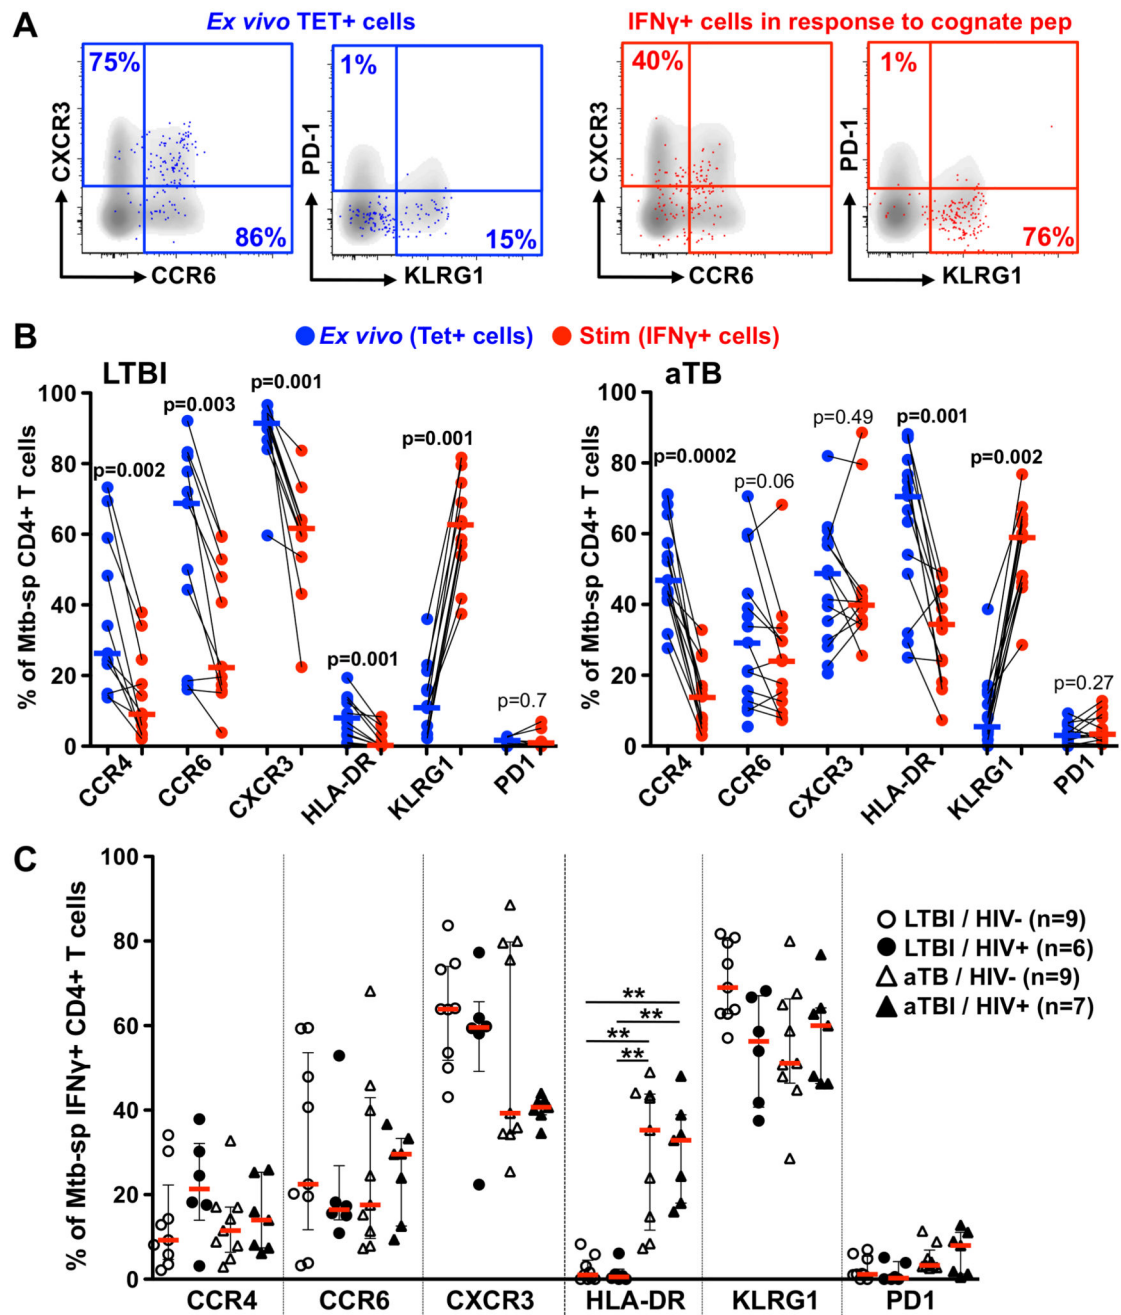 A
Ex vivo TET+ cells
IFNγ+ cells in response to cognate pep
75%
86%
CXCR3
CCR6
1%
15%
PD-1
KLRG1
40%
CXCR3
CCR6
1%
76%
PD-1
KLRG1
B
Ex vivo (Tet+ cells)
Stim (IFNγ+ cells)
LTBI
% of Mtb-sp CD4+ T cells
100
80
60
40
20
0
p=0.002
p=0.003
p=0.001
p=0.001
p=0.001
p=0.7
CCR4
CCR6
CXCR3
HLA-DR
KLRG1
PD1
aTB
% of Mtb-sp CD4+ T cells
100
80
60
40
20
0
p=0.0002
p=0.06
p=0.49
p=0.001
p=0.002
p=0.27
CCR4
CCR6
CXCR3
HLA-DR
KLRG1
PD1
C
% of Mtb-sp IFNγ+ CD4+ T cells
100
80
60
40
20
0
**
**
**
**
LTBI / HIV- (n=9)
LTBI / HIV+ (n=6)
aTB / HIV- (n=9)
aTBI / HIV+ (n=7)
CCR4
CCR6
CXCR3
HLA-DR
KLRG1
PD1